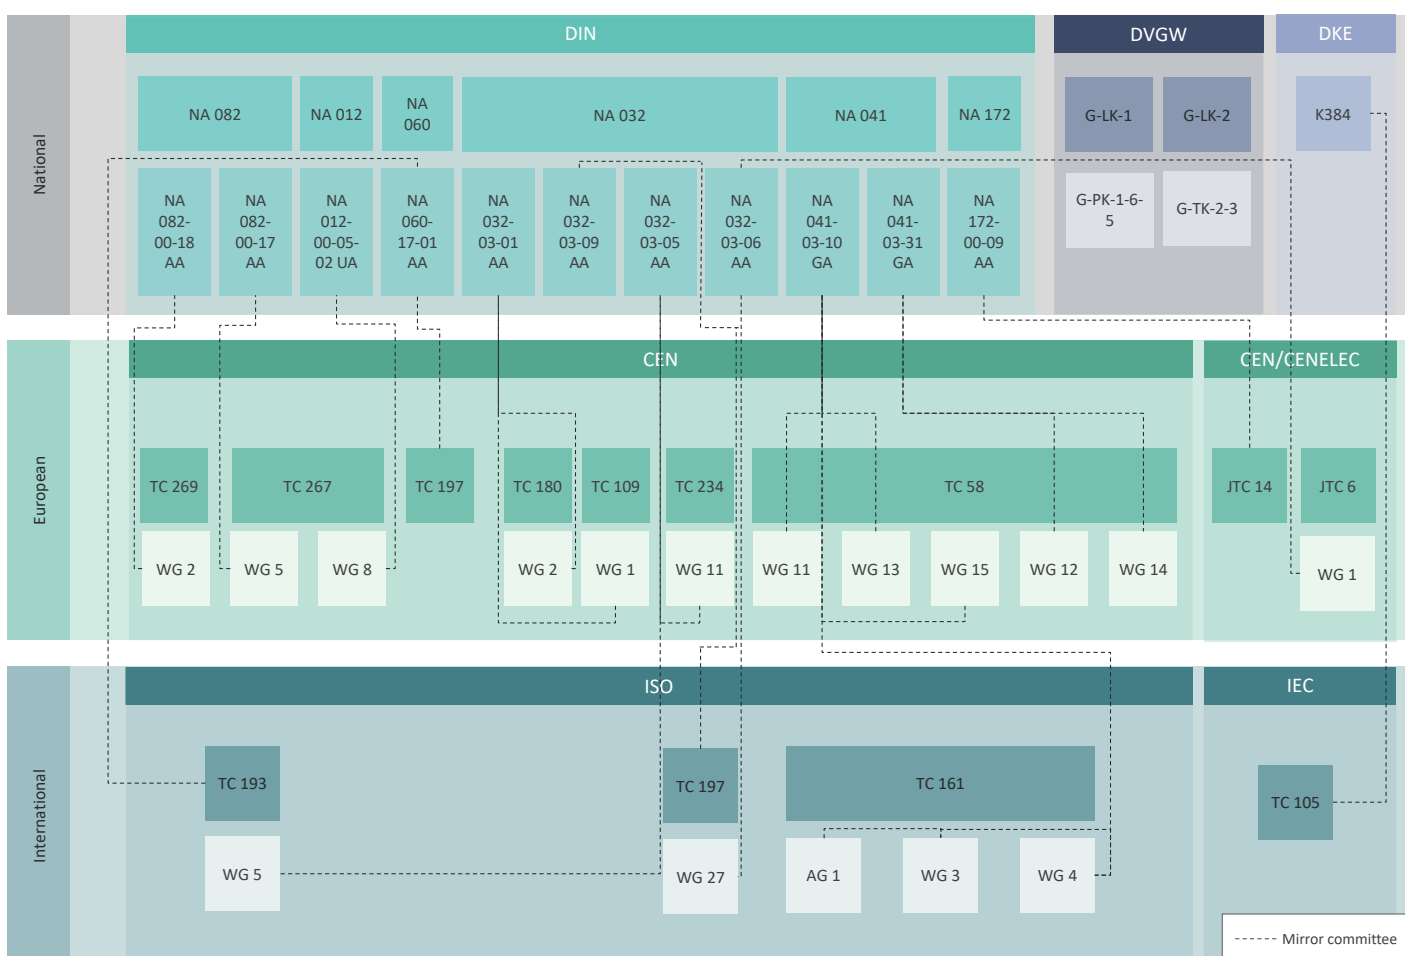 National
DIN
DVGW
DKE
NA 082
NA 012
NA
060
NA 032
NA 041
NA 172
G-LK-1
G-LK-2
K384
NA
082-
00-18
AA
NA
082-
00-17
AA
NA
012-
00-05-
02 UA
NA
060-
17-01
AA
NA
032-
03-01
AA
NA
032-
03-09
AA
NA
032-
03-05
AA
NA
032-
03-06
AA
NA
041-
03-10
GA
NA
041-
03-31
GA
NA
172-
00-09
AA
G-PK-1-6-
5
G-TK-2-3
European
CEN
CEN/CENELEC
TC 269
TC 267
TC 197
TC 180
TC 109
TC 234
TC 58
JTC 14
JTC 6
WG 2
WG 5
WG 8
WG 2
WG 1
WG 11
WG 11
WG 13
WG 15
WG 12
WG 14
WG 1
International
ISO
IEC
TC 193
TC 197
TC 161
TC 105
WG 5
WG 27
AG 1
WG 3
WG 4
Mirror committee